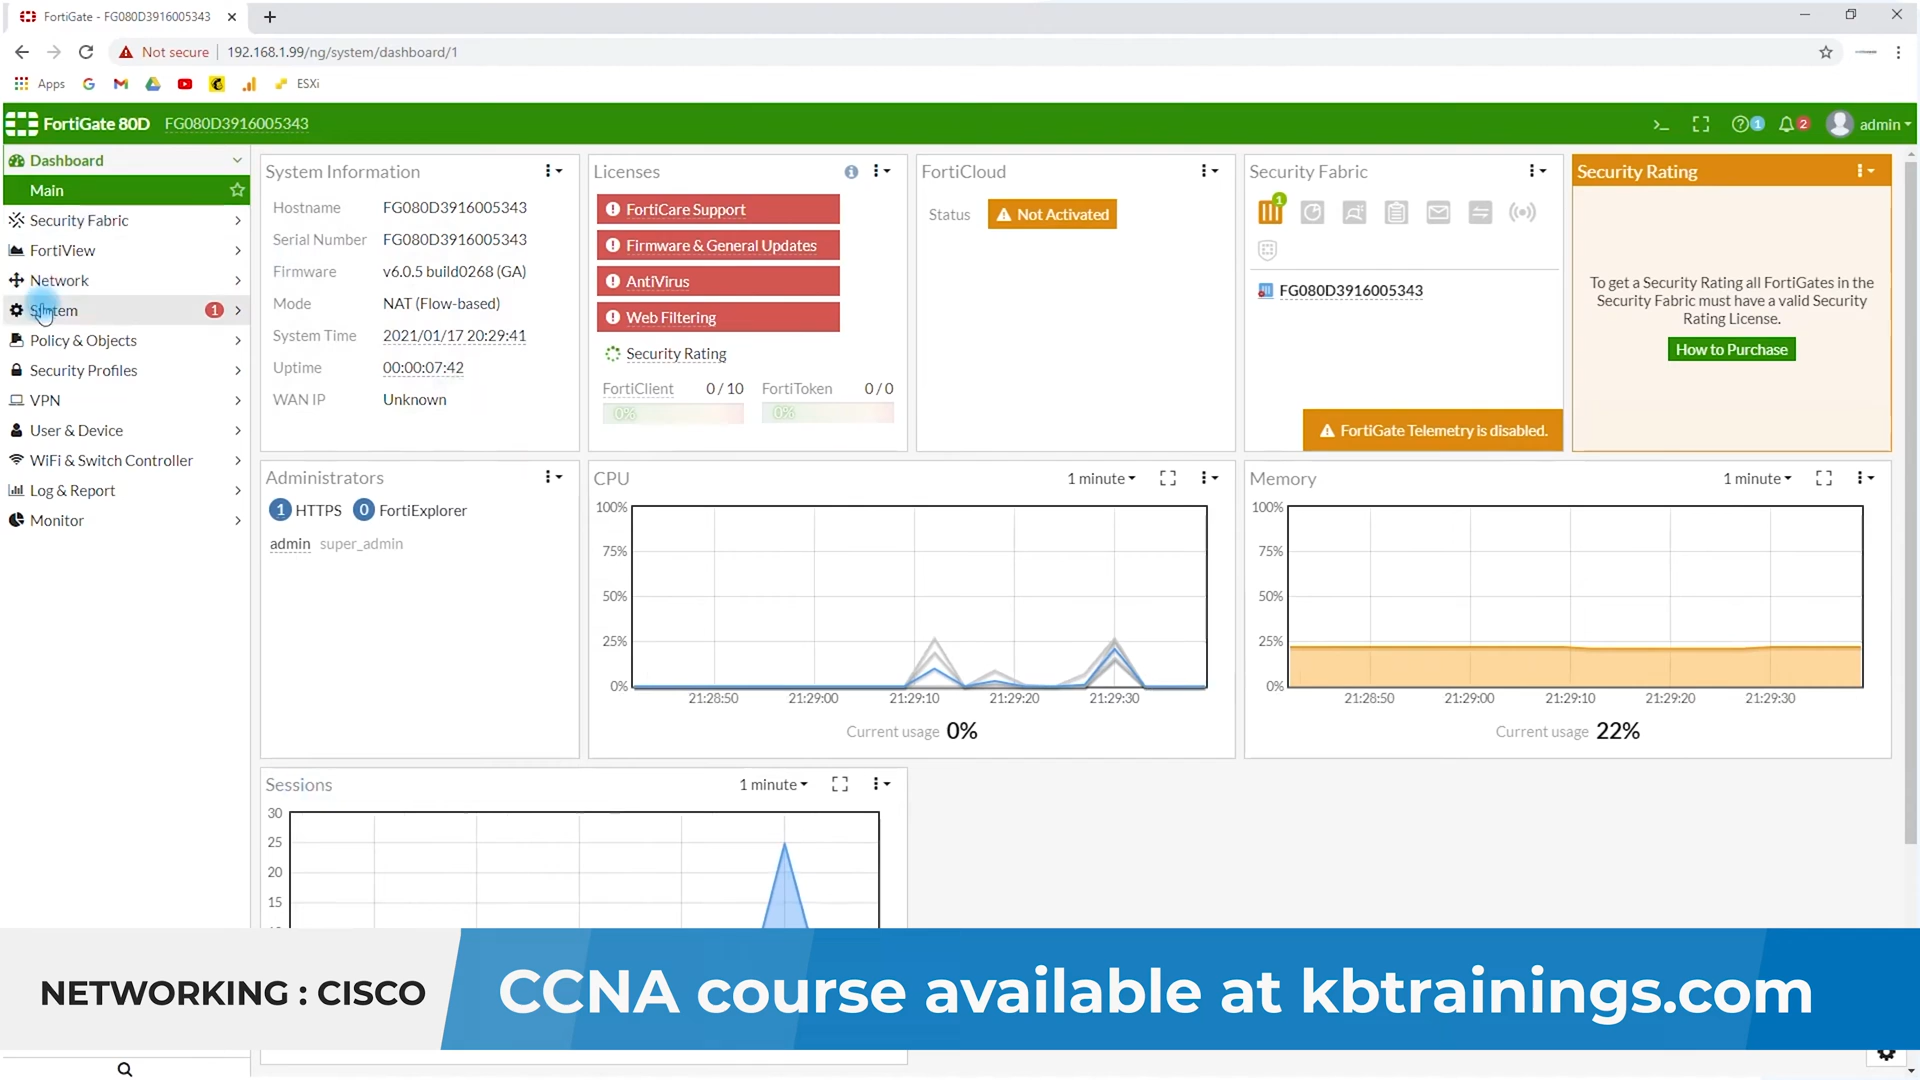 FortiGate - FG080D3916005343
Not secure 192.168.1.99/ng/system/dashboard/1
Apps ESXi
FortiGate 80D FG080D3916005343
1 2 admin
Dashboard
Main
Security Fabric
FortiView
Network
System 1
Policy & Objects
Security Profiles
VPN
User & Device
WiFi & Switch Controller
Log & Report
Monitor
System Information
Hostname FG080D3916005343
Serial Number FG080D3916005343
Firmware v6.0.5 build0268 (GA)
Mode NAT (Flow-based)
System Time 2021/01/17 20:29:41
Uptime 00:00:07:42
WAN IP Unknown
Licenses
FortiCare Support
Firmware & General Updates
AntiVirus
Web Filtering
Security Rating
FortiClient 0 / 10 FortiToken 0 / 0
0% 0%
FortiCloud
Status Not Activated
Security Fabric
1
FG080D3916005343
FortiGate Telemetry is disabled.
Security Rating
To get a Security Rating all FortiGates in the
Security Fabric must have a valid Security
Rating License.
How to Purchase
Administrators
1 HTTPS 0 FortiExplorer
admin super_admin
CPU 1 minute
100%
75%
50%
25%
0%
21:28:50 21:29:00 21:29:10 21:29:20 21:29:30
Current usage 0%
Memory 1 minute
100%
75%
50%
25%
0%
21:28:50 21:29:00 21:29:10 21:29:20 21:29:30
Current usage 22%
Sessions 1 minute
30
25
20
15
NETWORKING : CISCO
CCNA course available at kbtrainings.com